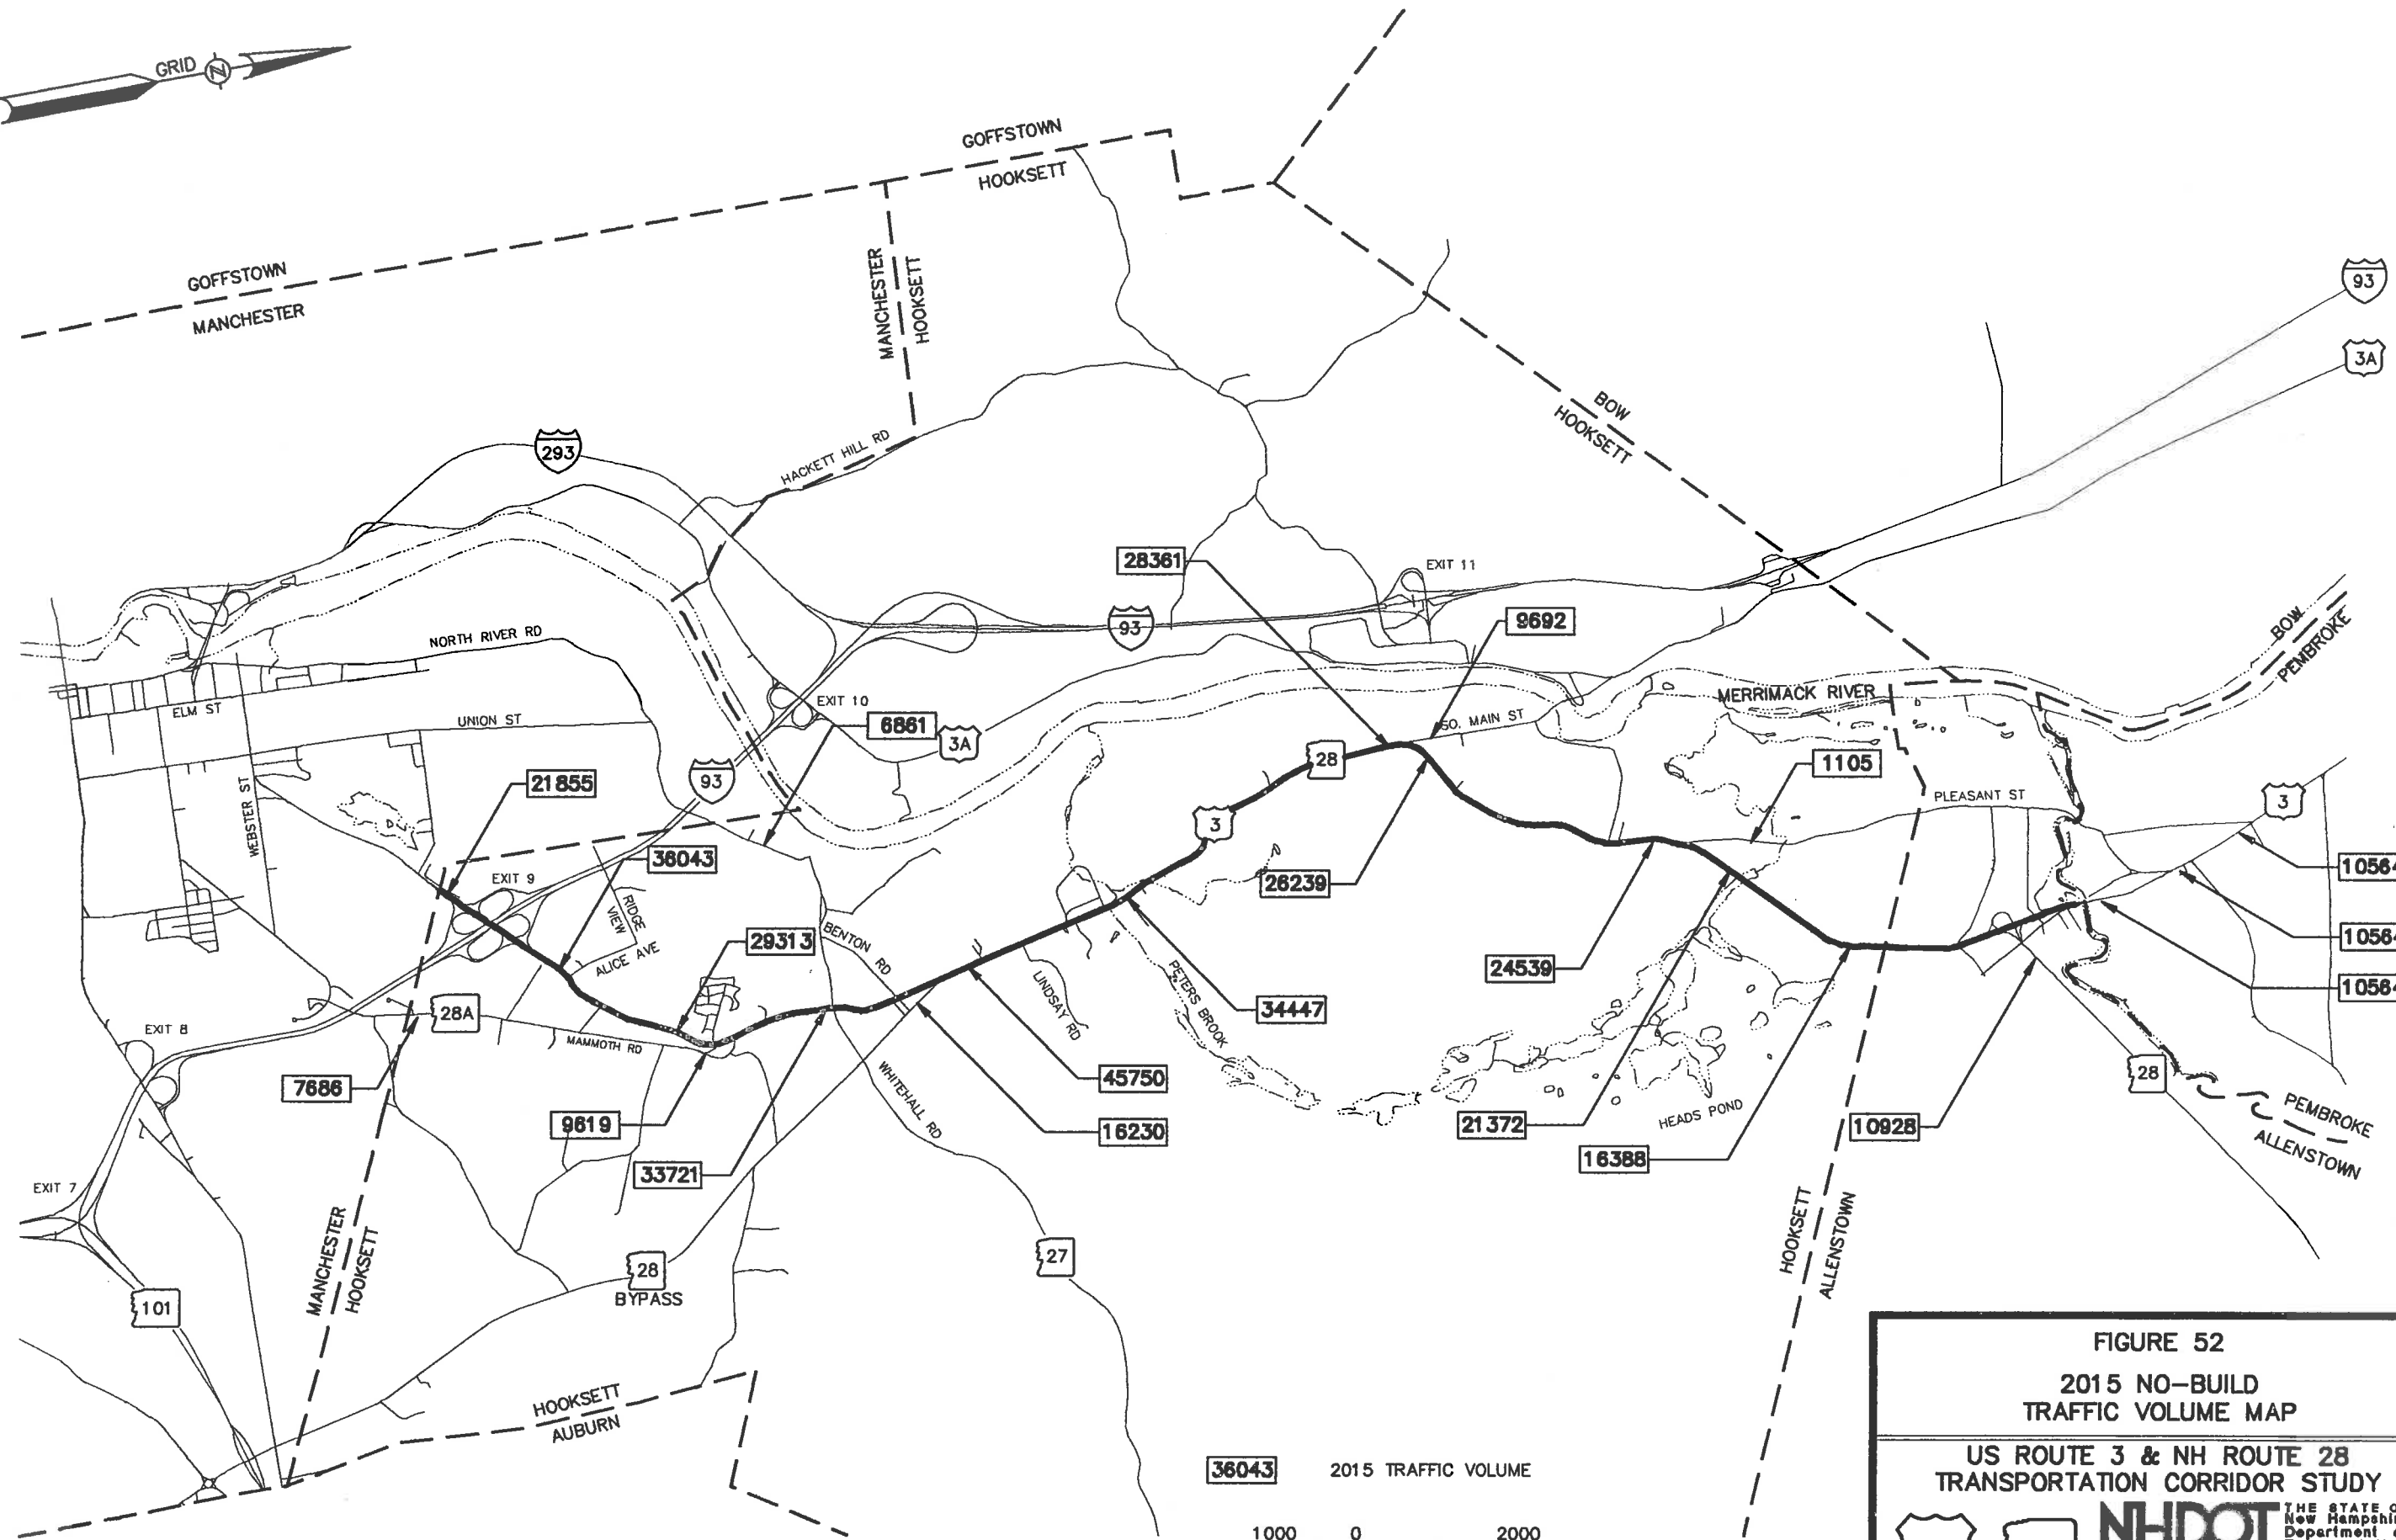 GRID N
GOFFSTOWN
HOOKSETT
GOFFSTOWN
MANCHESTER
MANCHESTER
HOOKSETT
93
3A
BOW
HOOKSETT
293
HACKETT HILL RD
28361
EXIT 11
9692
93
BOW
PEMBROKE
NORTH RIVER RD
MERRIMACK RIVER
ELM ST
UNION ST
EXIT 10
6861
3A
SO. MAIN ST
28
1105
93
21855
WEBSTER ST
PLEASANT ST
3
3
36043
EXIT 9
26239
RIDGE
VIEW
ALICE AVE
29313
BENTON RD
LINDSAY RD
PETERS BROOK
24539
34447
28A
EXIT 8
MAMMOTH RD
7686
9619
33721
WHITEHALL RD
45750
16230
21372
HEADS POND
16388
10928
28
PEMBROKE
ALLENSTOWN
EXIT 7
MANCHESTER
HOOKSETT
28
BYPASS
27
HOOKSETT
ALLENSTOWN
101
HOOKSETT
AUBURN
36043 2015 TRAFFIC VOLUME
1000 0 2000
FIGURE 52
2015 NO-BUILD
TRAFFIC VOLUME MAP
US ROUTE 3 & NH ROUTE 28
TRANSPORTATION CORRIDOR STUDY
NHDOT
THE STATE
New
Department